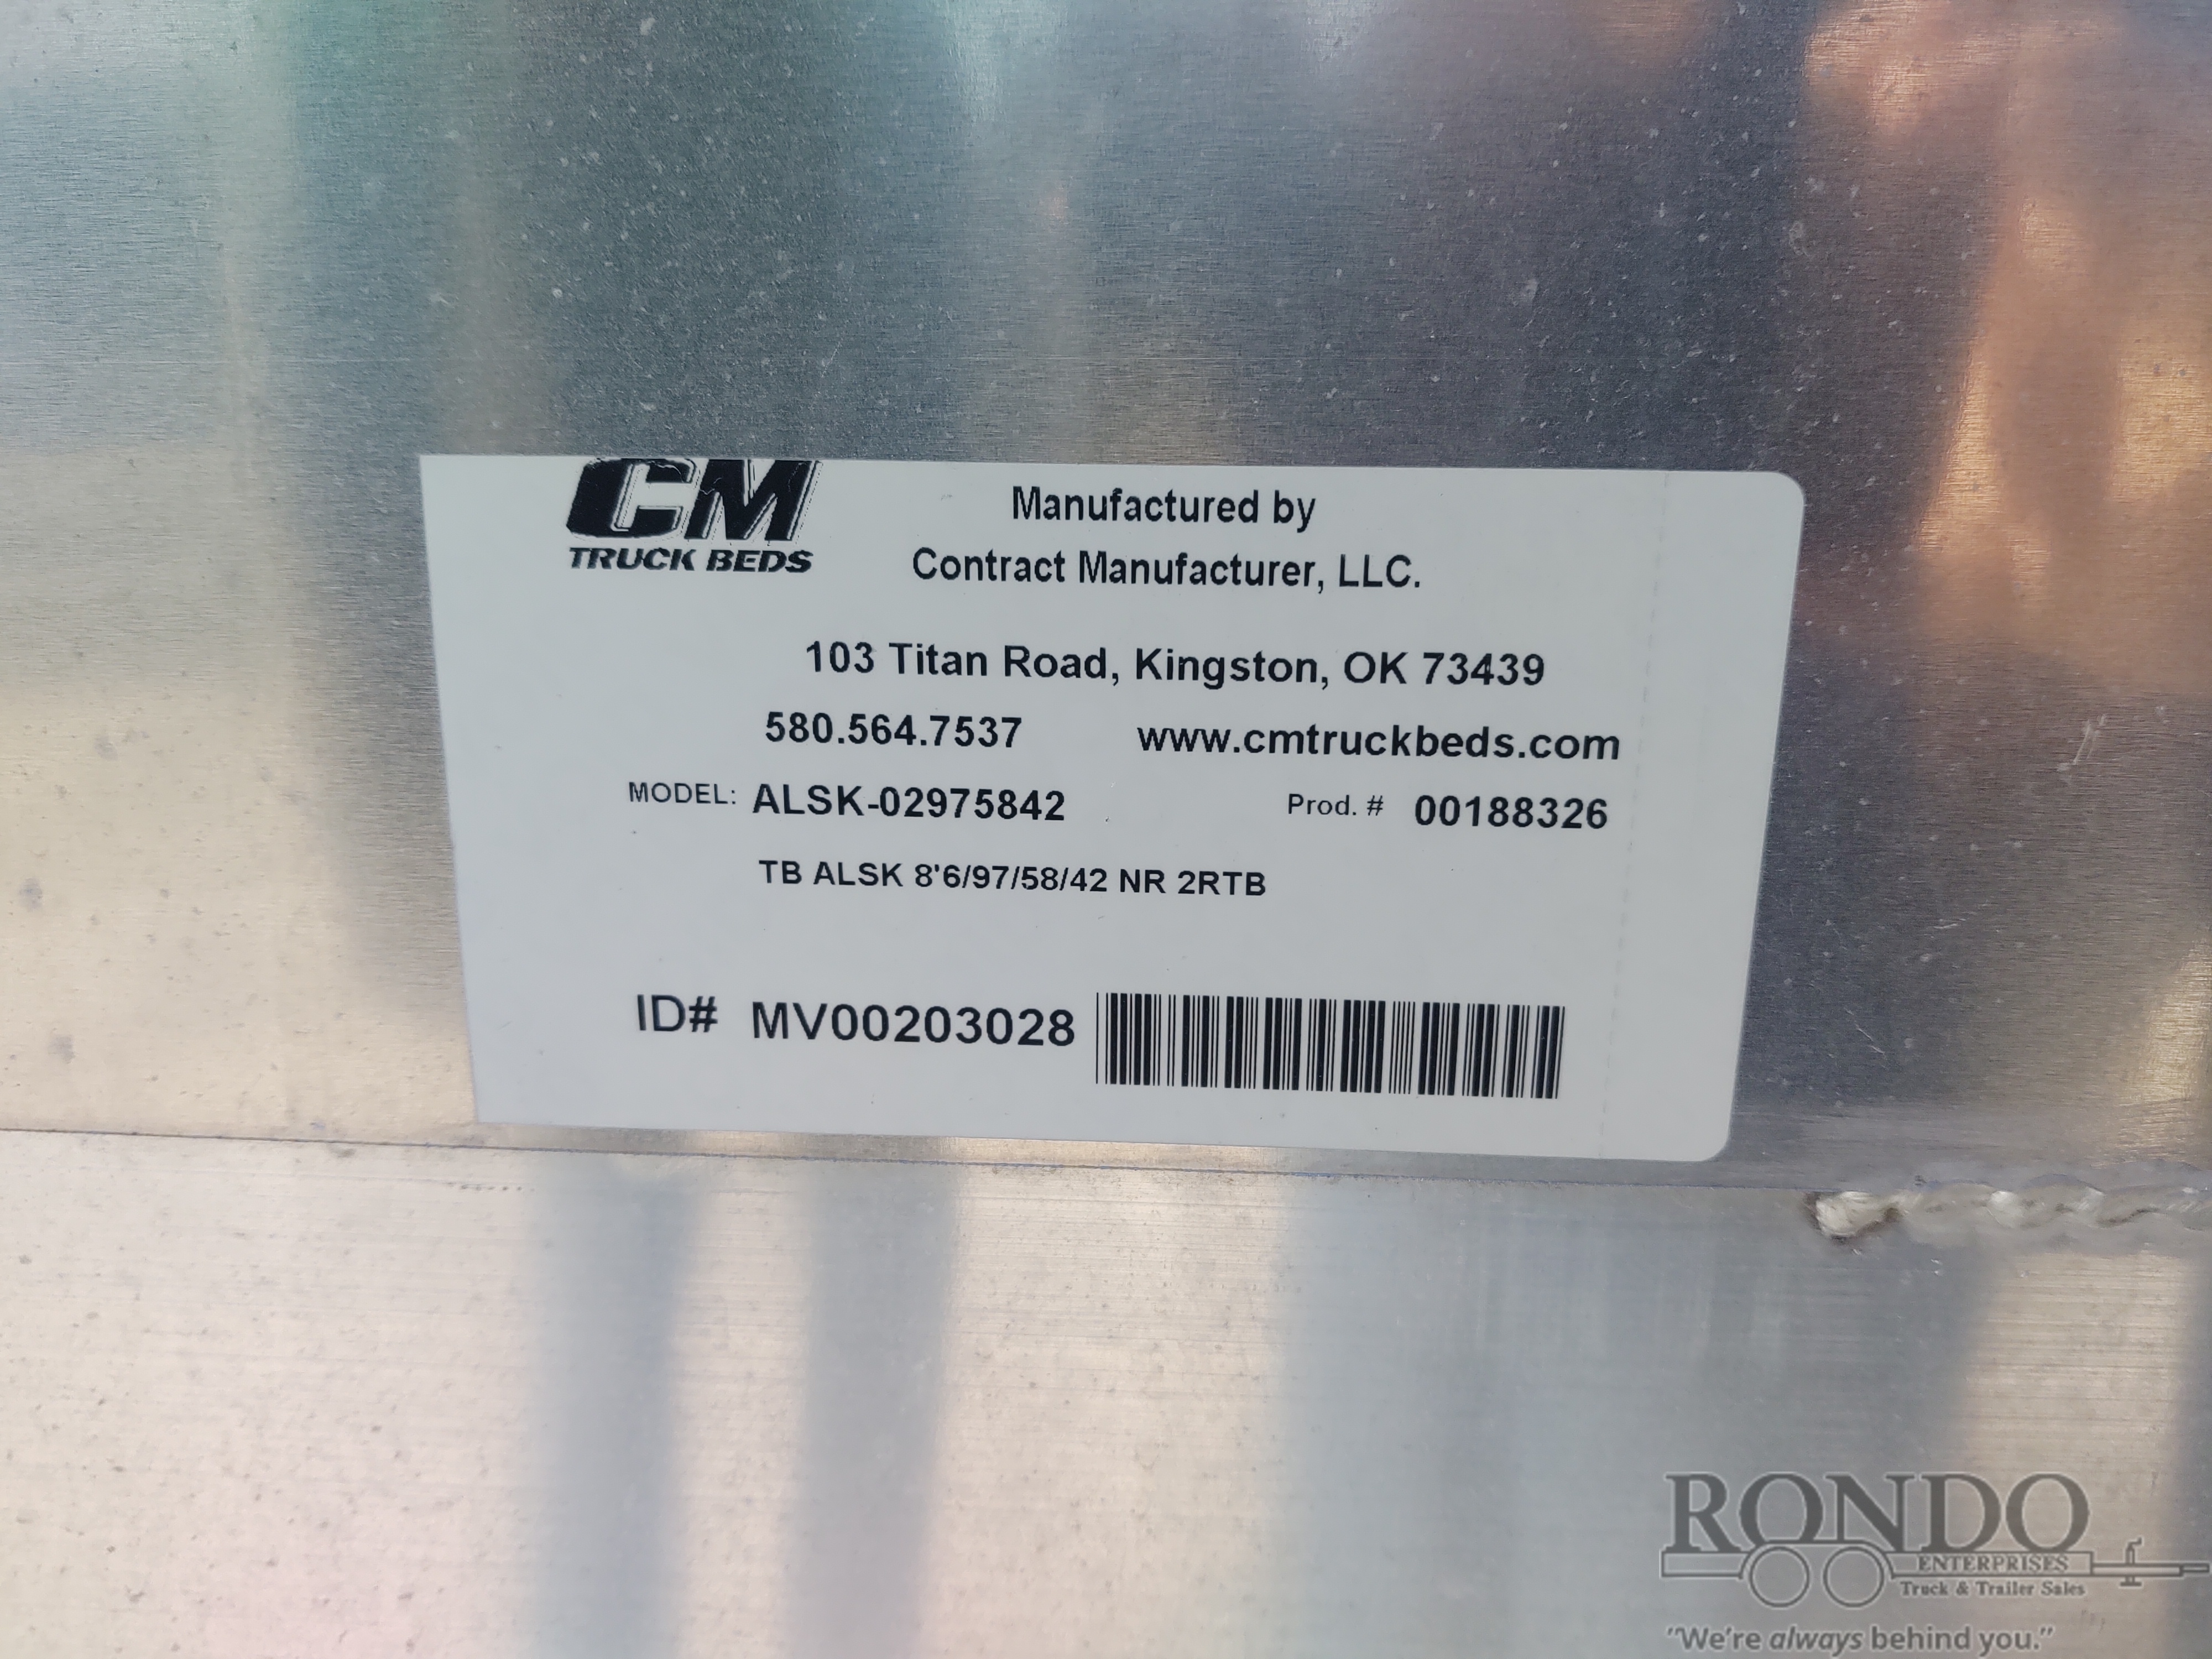 CM
TRUCK BEDS
Manufactured by
Contract Manufacturer, LLC.
103 Titan Road, Kingston, OK 73439
580.564.7537 www.cmtruckbeds.com
MODEL: ALSK-02975842 Prod. # 00188326
TB ALSK 8'6/97/58/42 NR 2RTB
ID# MV00203028
RONDO
ENTERPRISES
Truck & Trailer Sales
"We're always behind you."